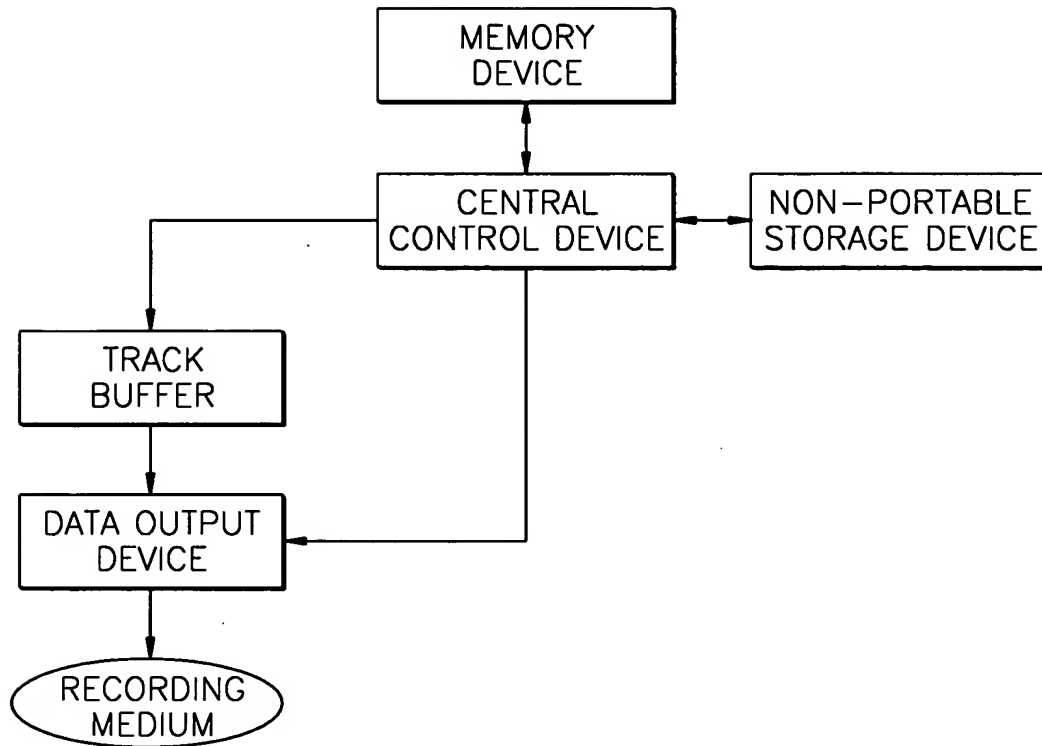 MEMORY
DEVICE
CENTRAL
CONTROL DEVICE
NON-PORTABLE
STORAGE DEVICE
TRACK
BUFFER
DATA OUTPUT
DEVICE
RECORDING
MEDIUM